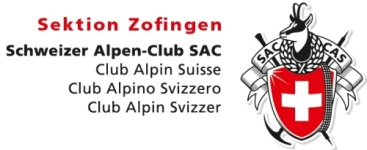 Sektion Zofingen
Schweizer Alpen-Club SAC
Club Alpin Suisse
Club Alpino Svizzero
Club Alpin Svizzer
SAC CAS